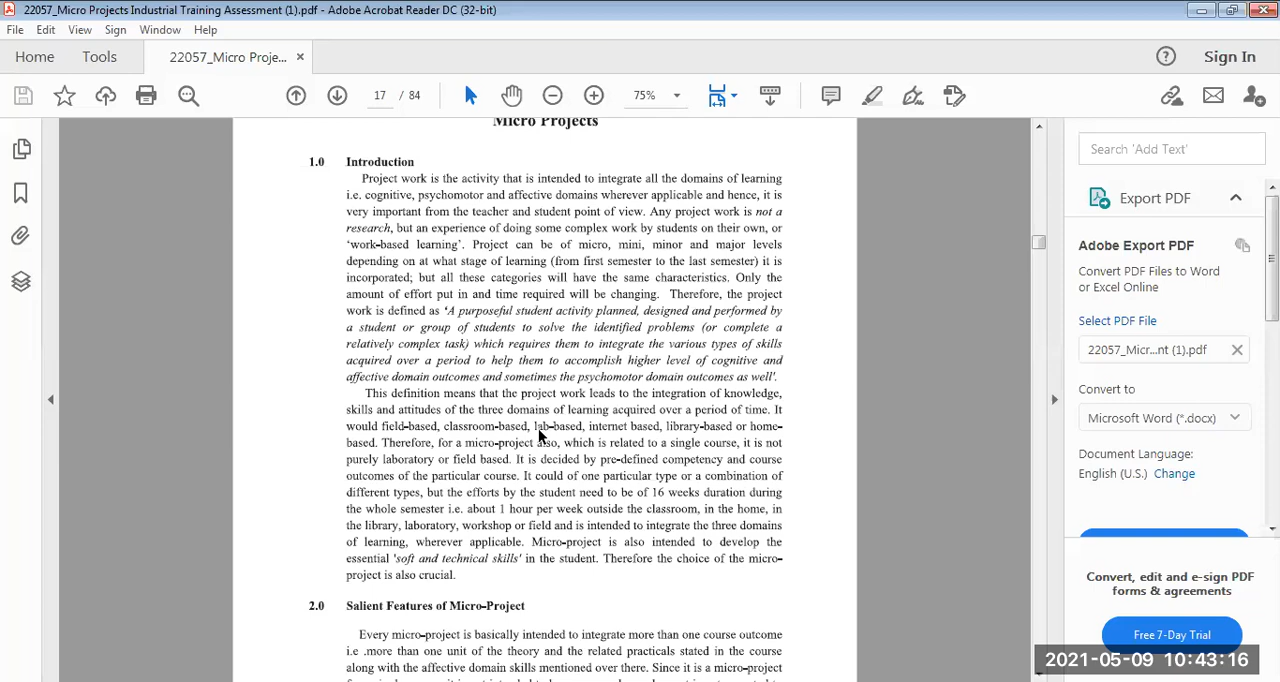 22057_Micro Projects Industrial Training Assessment (1).pdf - Adobe Acrobat Reader DC (32-bit)
File Edit View Sign Window Help
Home Tools 22057_Micro Proje... × Sign In
17 / 84 75%
Micro Projects
1.0 Introduction
Project work is the activity that is intended to integrate all the domains of learning
i.e. cognitive, psychomotor and affective domains wherever applicable and hence, it is
very important from the teacher and student point of view. Any project work is not a
research, but an experience of doing some complex work by students on their own, or
‘work-based learning’. Project can be of micro, mini, minor and major levels
depending on at what stage of learning (from first semester to the last semester) it is
incorporated; but all these categories will have the same characteristics. Only the
amount of effort put in and time required will be changing. Therefore, the project
work is defined as ‘A purposeful student activity planned, designed and performed by
a student or group of students to solve the identified problems (or complete a
relatively complex task) which requires them to integrate the various types of skills
acquired over a period to help them to accomplish higher level of cognitive and
affective domain outcomes and sometimes the psychomotor domain outcomes as well'.
This definition means that the project work leads to the integration of knowledge,
skills and attitudes of the three domains of learning acquired over a period of time. It
would field-based, classroom-based, lab-based, internet based, library-based or home-
based. Therefore, for a micro-project also, which is related to a single course, it is not
purely laboratory or field based. It is decided by pre-defined competency and course
outcomes of the particular course. It could of one particular type or a combination of
different types, but the efforts by the student need to be of 16 weeks duration during
the whole semester i.e. about 1 hour per week outside the classroom, in the home, in
the library, laboratory, workshop or field and is intended to integrate the three domains
of learning, wherever applicable. Micro-project is also intended to develop the
essential 'soft and technical skills' in the student. Therefore the choice of the micro-
project is also crucial.
2.0 Salient Features of Micro-Project
Every micro-project is basically intended to integrate more than one course outcome
i.e .more than one unit of the theory and the related practicals stated in the course
along with the affective domain skills mentioned over there. Since it is a micro-project
Search 'Add Text'
Export PDF
Adobe Export PDF
Convert PDF Files to Word
or Excel Online
Select PDF File
22057_Micr...nt (1).pdf ×
Convert to
Microsoft Word (*.docx)
Document Language:
English (U.S.) Change
Convert, edit and e-sign PDF
forms & agreements
Free 7-Day Trial
2021-05-09 10:43:16